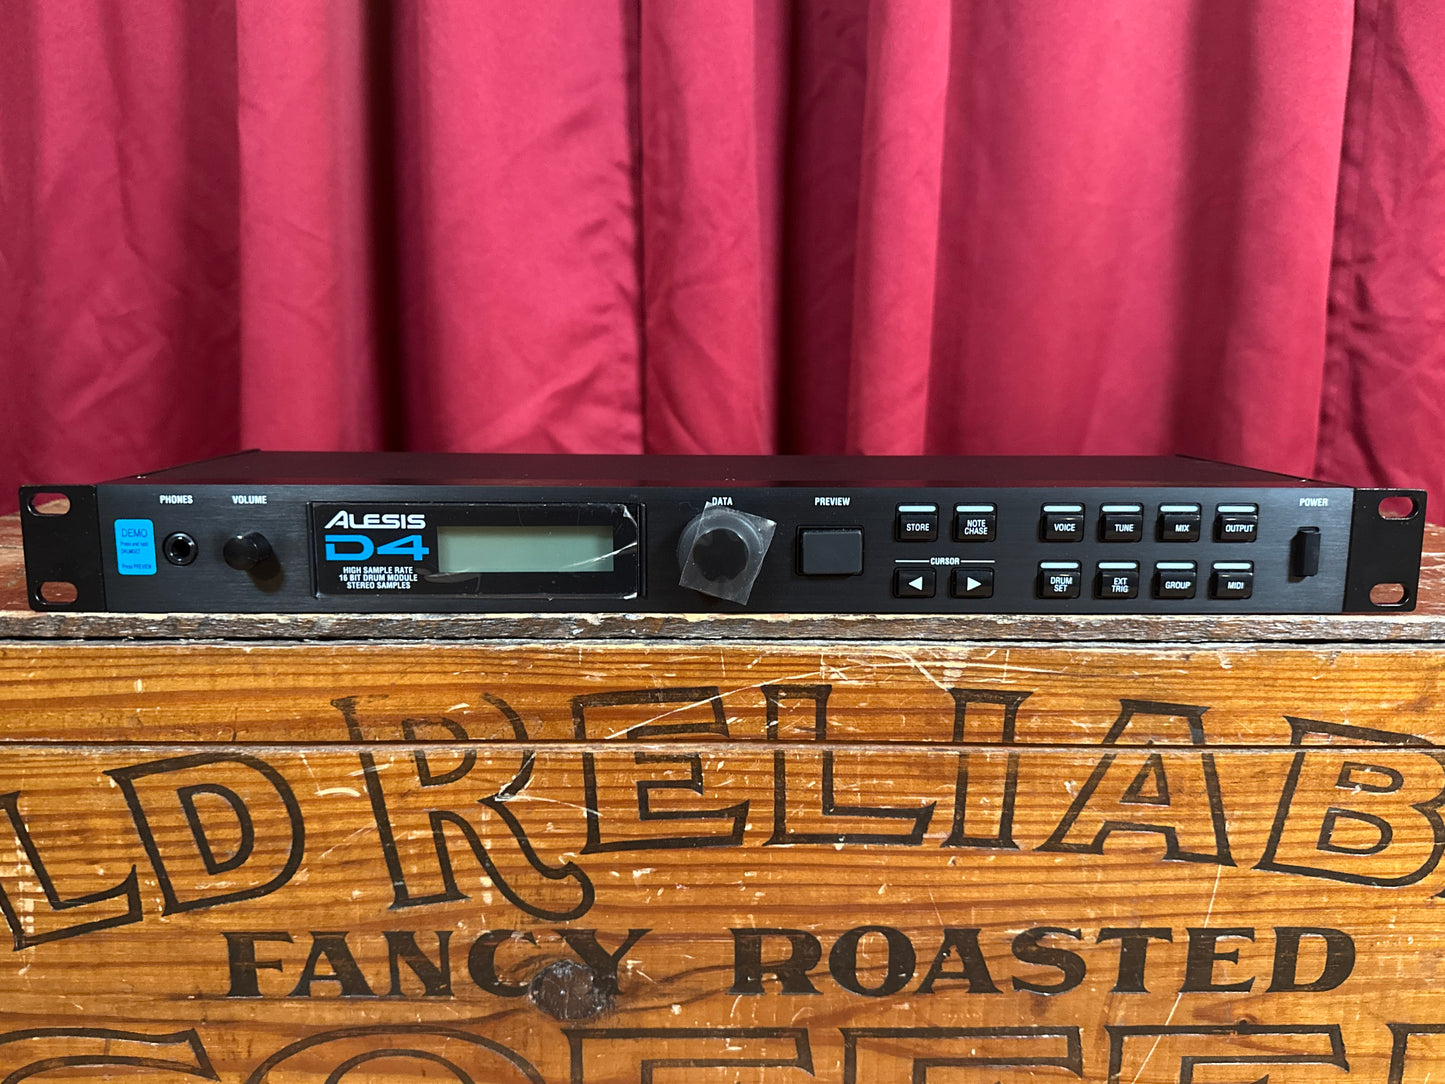 PHONES VOLUME DATA PREVIEW POWER
DEMO
Press PREVIEW
ALESIS
D4
HIGH SAMPLE RATE
16 BIT DRUM MODULE
STEREO SAMPLES
STORE NOTE CHASE VOICE TUNE MIX OUTPUT
CURSOR
DRUM SET EXT TRIG GROUP MIDI
LD RELIAB
FANCY ROASTED
COFFEE